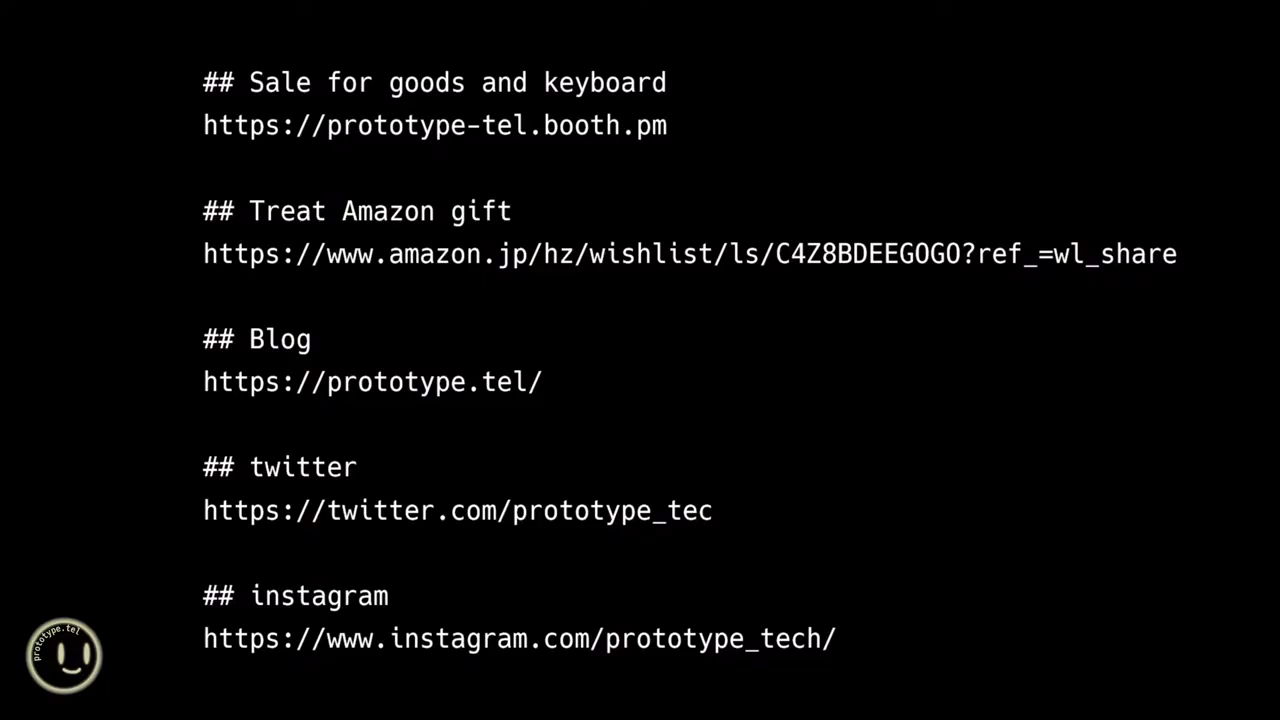 ## Sale for goods and keyboard
https://prototype-tel.booth.pm
## Treat Amazon gift
https://www.amazon.jp/hz/wishlist/ls/C4Z8BDEEGOGO?ref_=wl_share
## Blog
https://prototype.tel/
## twitter
https://twitter.com/prototype_tec
## instagram
https://www.instagram.com/prototype_tech/
prototype.tel